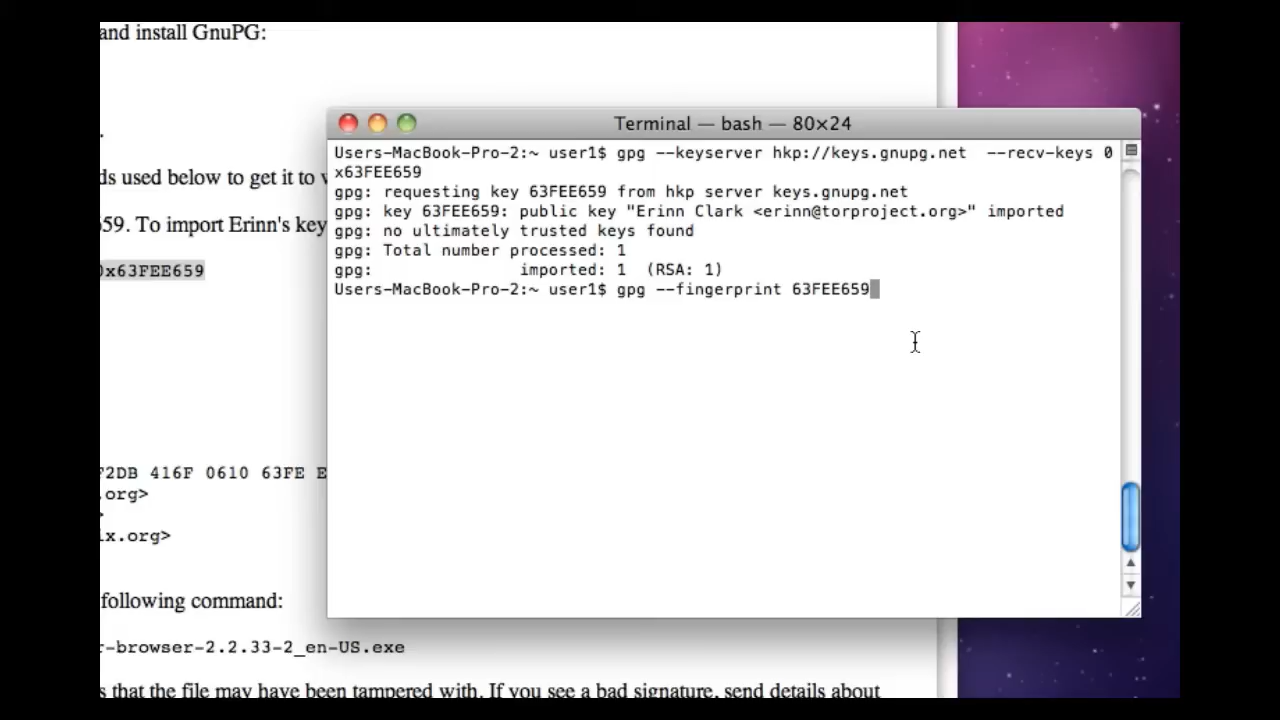 and install GnuPG:
.
ds used below to get it to
59. To import Erinn's key
0x63FEE659
F2DB 416F 0610 63FE E
.org>
>
ix.org>
following command:
r-browser-2.2.33-2_en-US.exe
s that the file may have been tampered with. If you see a bad signature, send details about
Terminal — bash — 80×24
Users-MacBook-Pro-2:~ user1$ gpg --keyserver hkp://keys.gnupg.net  --recv-keys 0
x63FEE659
gpg: requesting key 63FEE659 from hkp server keys.gnupg.net
gpg: key 63FEE659: public key "Erinn Clark <erinn@torproject.org>" imported
gpg: no ultimately trusted keys found
gpg: Total number processed: 1
gpg:               imported: 1  (RSA: 1)
Users-MacBook-Pro-2:~ user1$ gpg --fingerprint 63FEE659